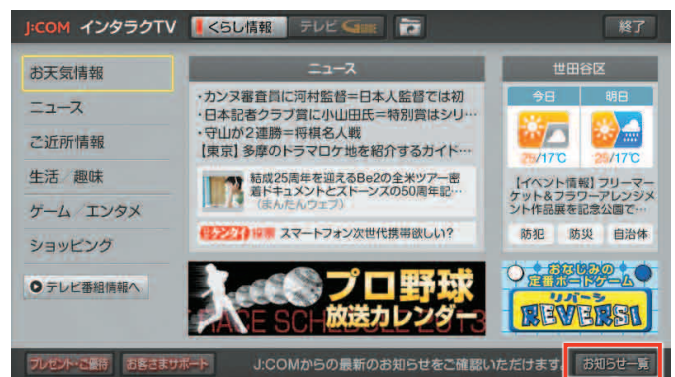 J:COM インタラクTV
くらし情報
テレビ GUIDE
終了
お天気情報
ニュース
ご近所情報
生活/趣味
ゲーム/エンタメ
ショッピング
テレビ番組情報へ
ニュース
・カンヌ審査員に河村監督=日本人監督では初
・日本記者クラブ賞に小山田氏=特別賞はシリ…
・守山が2連勝=将棋名人戦
【東京】多摩のトラマロケ地を紹介するガイド…
結成25周年を迎えるBe2の全米ツアー密
着ドキュメントとズトーンズの50周年記…
(まんたんウェブ)
投票 スマートフォン次世代携帯欲しい?
プロ野球
放送カレンダー
世田谷区
今日
明日
25/17℃
25/17℃
【イベント情報】フリーマー
ケット&フラワーアレンジメ
ント作品展を記念公園で…
防犯
防災
自治体
おなじみの
定番ボードゲーム
リバーシ
REVERSI
プレゼント・ご優待
お客さまサポート
J:COMからの最新のお知らせをご確認いただけます
お知らせ一覧